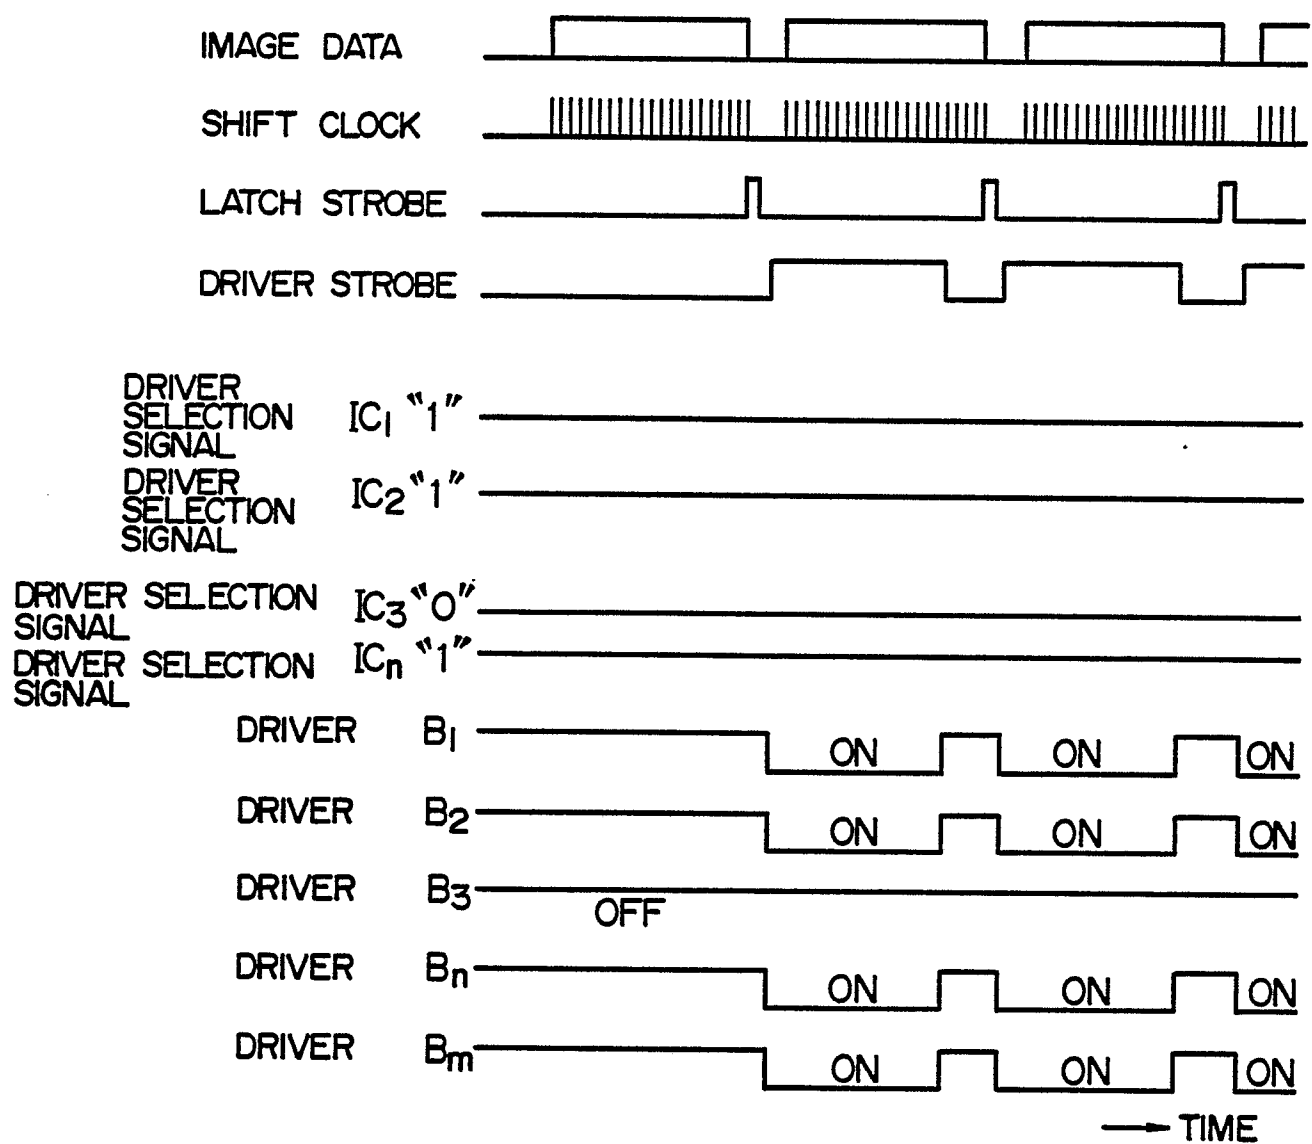 IMAGE DATA
SHIFT CLOCK
LATCH STROBE
DRIVER STROBE
DRIVER
SELECTION
SIGNAL
IC1 "1"
DRIVER
SELECTION
SIGNAL
IC2 "1"
DRIVER SELECTION
SIGNAL
IC3 "0"
DRIVER SELECTION
SIGNAL
ICn "1"
DRIVER B1 ON ON ON
DRIVER B2 ON ON ON
DRIVER B3
OFF
DRIVER Bn ON ON ON
DRIVER Bm ON ON ON
TIME